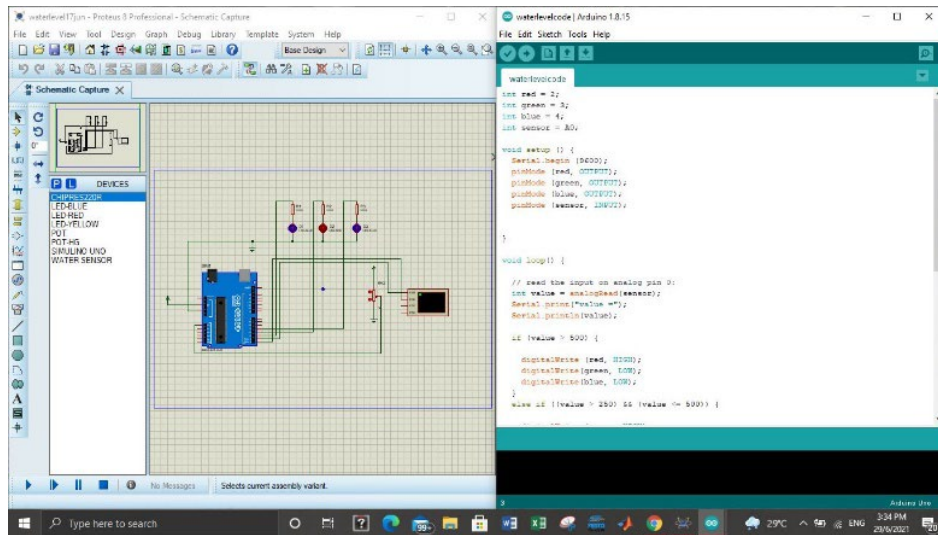 waterlevel17jun - Proteus 8 Professional - Schematic Capture
File Edit View Tool Design Graph Debug Library Template System Help
Base Design
Schematic Capture
0°
P L DEVICES
CHIPRES220R
LED-BLUE
LED-RED
LED-YELLOW
POT
POT-HG
SIMULINO UNO
WATER SENSOR
No Messages
Selects current assembly variant.
waterlevelcode | Arduino 1.8.15
File Edit Sketch Tools Help
waterlevelcode
int red = 2;
int green = 3;
int blue = 4;
int sensor = A0;
void setup () {
Serial.begin (9600);
pinMode (red, OUTPUT);
pinMode (green, OUTPUT);
pinMode (blue, OUTPUT);
pinMode (sensor, INPUT);
}
void loop() {
// read the input on analog pin 0:
int value = analogRead(sensor);
Serial.print("value =");
Serial.println(value);
if (value > 500) {
digitalWrite (red, HIGH);
digitalWrite(green, LOW);
digitalWrite(blue, LOW);
}
else if ((value > 250) && (value <= 500)) {
Arduino Uno
Type here to search
99+
29°C
ENG
3:34 PM
29/6/2021
20